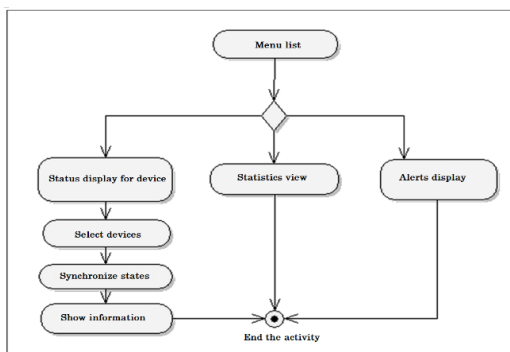 Menu list
Status display for device
Statistics view
Alerts display
Select devices
Synchronize states
Show information
End the activity